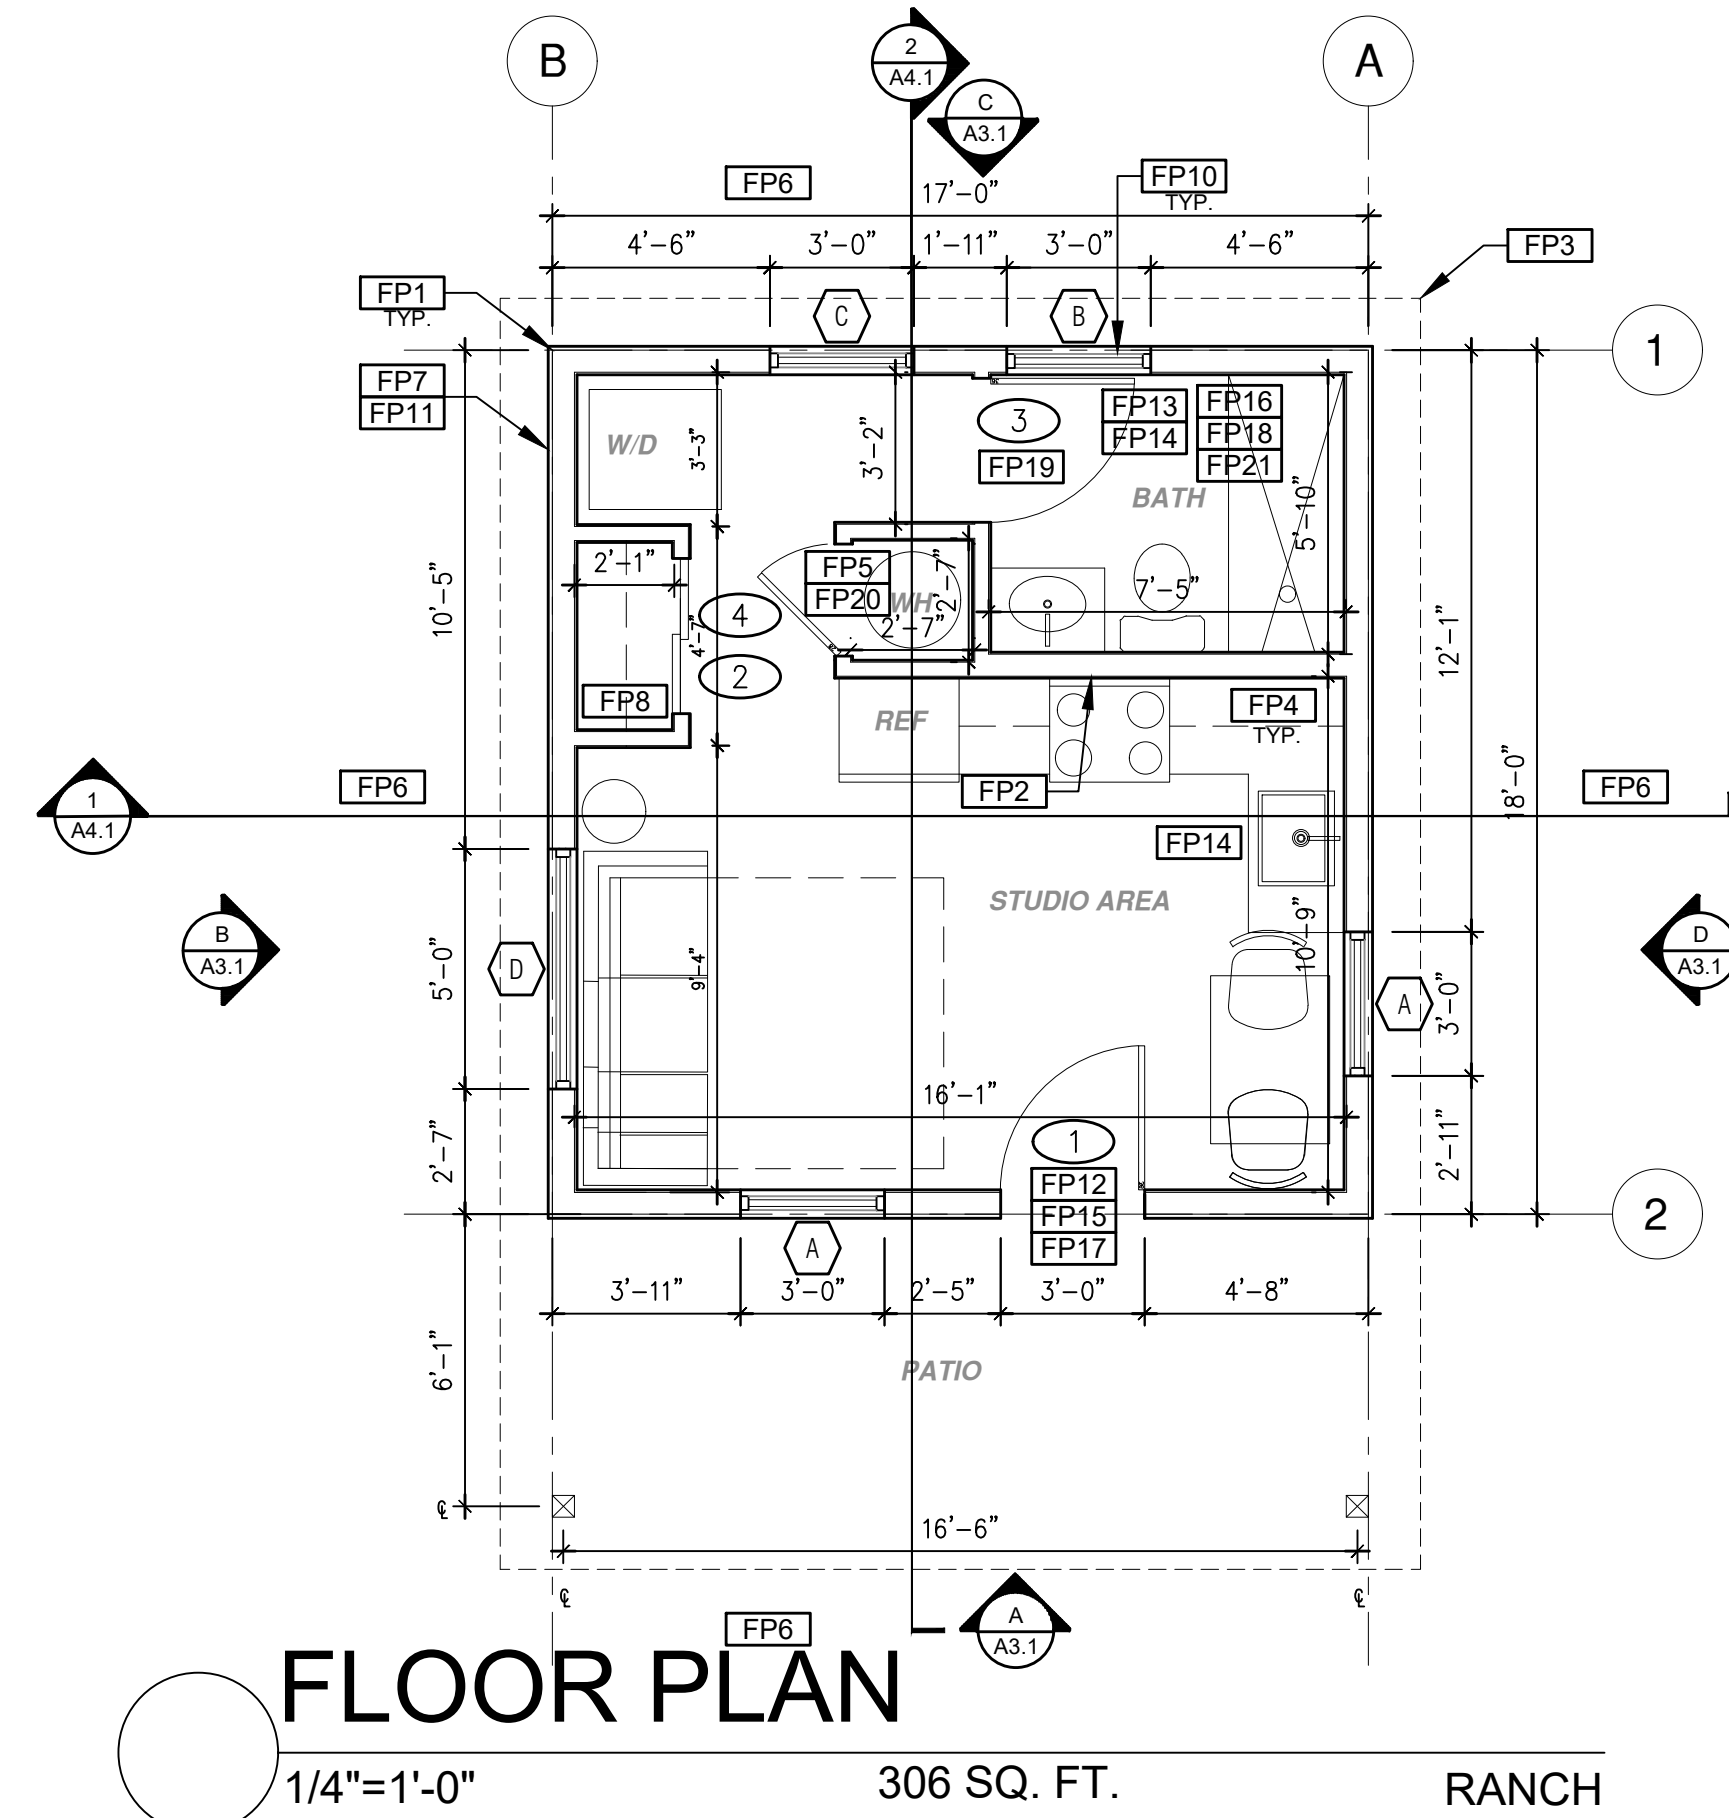 B
2
A4.1
C
A3.1
A
FP6
FP10
TYP.
17'-0"
4'-6"
3'-0"
1'-11"
3'-0"
4'-6"
FP3
FP1
TYP.
C
B
1
FP7
FP11
W/D
3'-3"
3'-2"
3
FP19
FP13
FP14
FP16
FP18
FP21
BATH
5'-10"
10'-5"
2'-1"
4
4'-7"
2
FP5
FP20
WH
2'-7"
2'-7"
7'-5"
12'-1"
FP8
REF
FP4
TYP.
18'-0"
1
A4.1
FP6
FP2
FP6
FP14
STUDIO AREA
B
A3.1
D
5'-0"
9'-4"
10'-9"
A
3'-0"
D
A3.1
16'-1"
2'-7"
1
2'-11"
FP12
FP15
FP17
2
A
3'-11"
3'-0"
2'-5"
3'-0"
4'-8"
6'-1"
PATIO
℄
16'-6"
℄
℄
FP6
A
A3.1
FLOOR PLAN
1/4"=1'-0"
306 SQ. FT.
RANCH